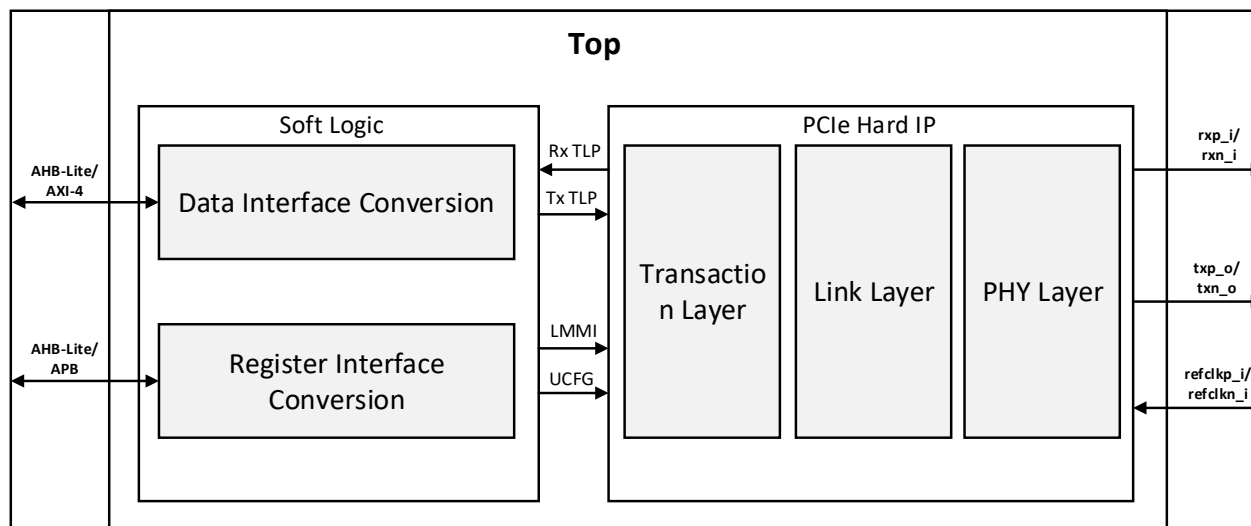 Top
Soft Logic
PCIe Hard IP
AHB-Lite/
AXI-4
Data Interface Conversion
Rx TLP
Tx TLP
Transactio
n Layer
Link Layer
PHY Layer
rxp_i/
rxn_i
txp_o/
txn_o
AHB-Lite/
APB
Register Interface
Conversion
LMMI
UCFG
refclkp_i/
refclkn_i